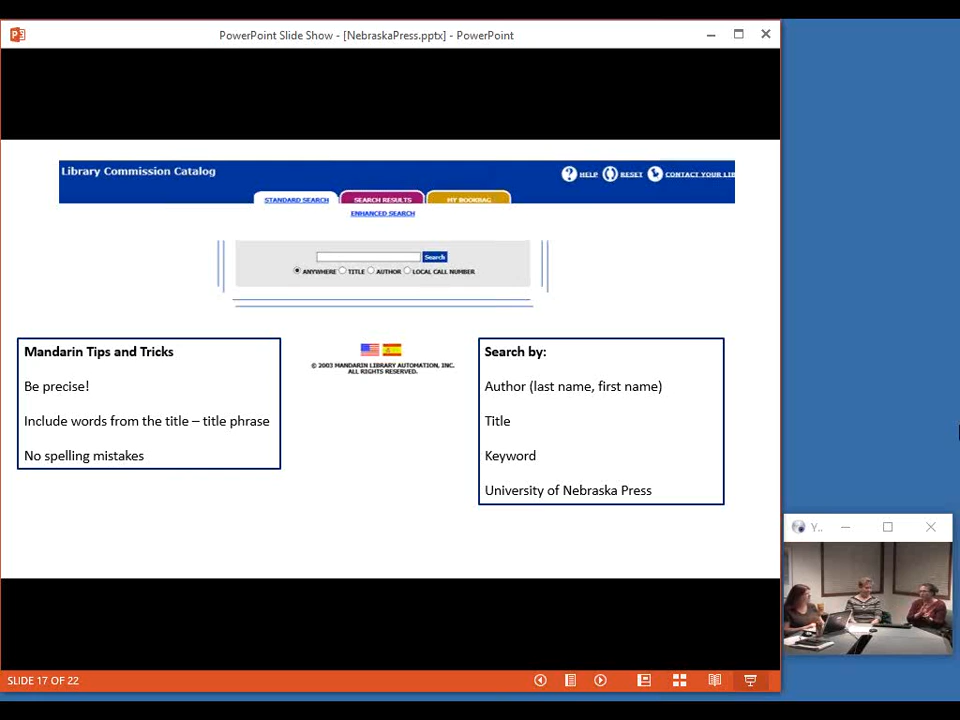 PowerPoint Slide Show - [NebraskaPress.pptx] - PowerPoint
Library Commission Catalog
HELP RESET CONTACT YOUR LIB
STANDARD SEARCH SEARCH RESULTS MY BOOKBAG
ENHANCED SEARCH
Search
ANYWHERE TITLE AUTHOR LOCAL CALL NUMBER
Mandarin Tips and Tricks
Be precise!
Include words from the title – title phrase
No spelling mistakes
© 2003 MANDARIN LIBRARY AUTOMATION, INC.
ALL RIGHTS RESERVED.
Search by:
Author (last name, first name)
Title
Keyword
University of Nebraska Press
Y..
SLIDE 17 OF 22